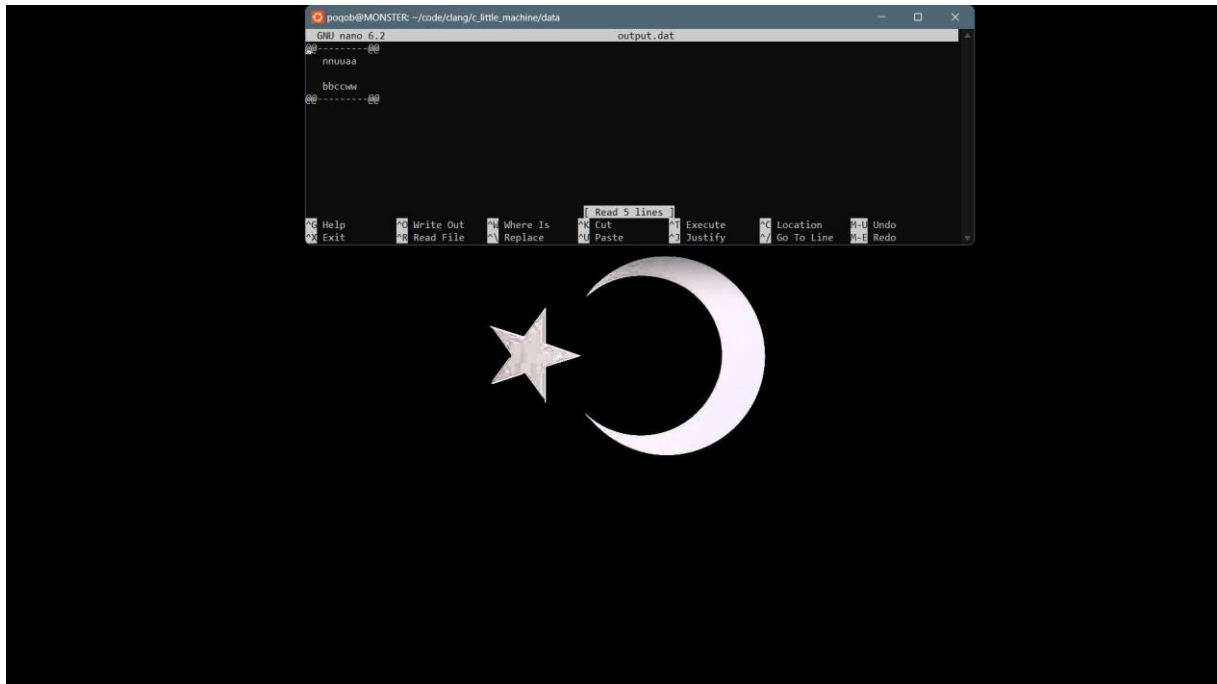 poqob@MONSTER: ~/code/clang/c_little_machine/data
GNU nano 6.2 output.dat
@@---------@@
nnuuaa
bbccww
@@---------@@
[ Read 5 lines ]
^G Help ^O Write Out ^W Where Is ^K Cut ^T Execute ^C Location M-U Undo
^X Exit ^R Read File ^\ Replace ^U Paste ^J Justify ^/ Go To Line M-E Redo